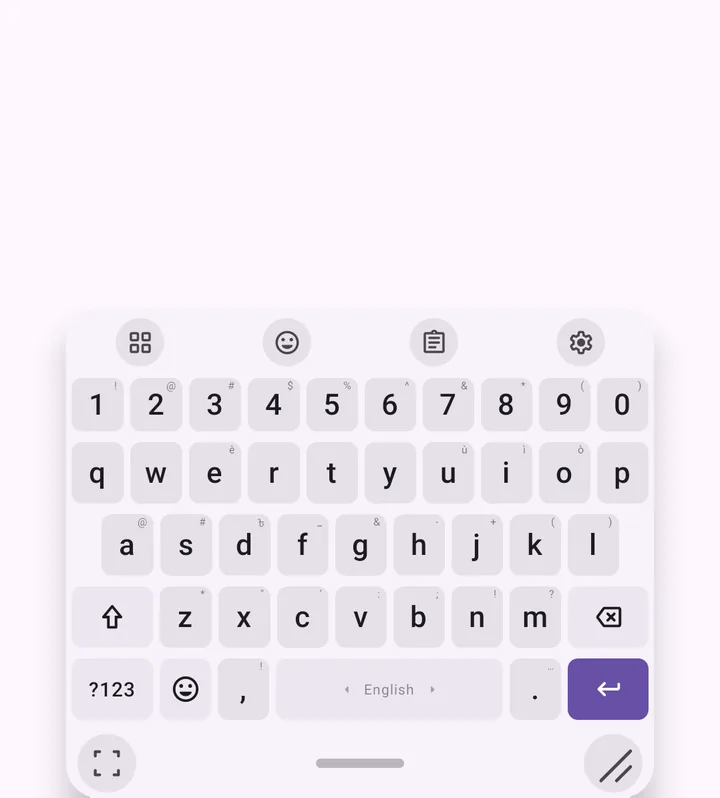 ! @ # $ % ^ & * ( )
1 2 3 4 5 6 7 8 9 0
è ù ì ò
q w e r t y u i o p
@ # _ & - + ( )
a s d f g h j k l
* " ' : ; ! ?
z x c v b n m
! …
?123 , English .